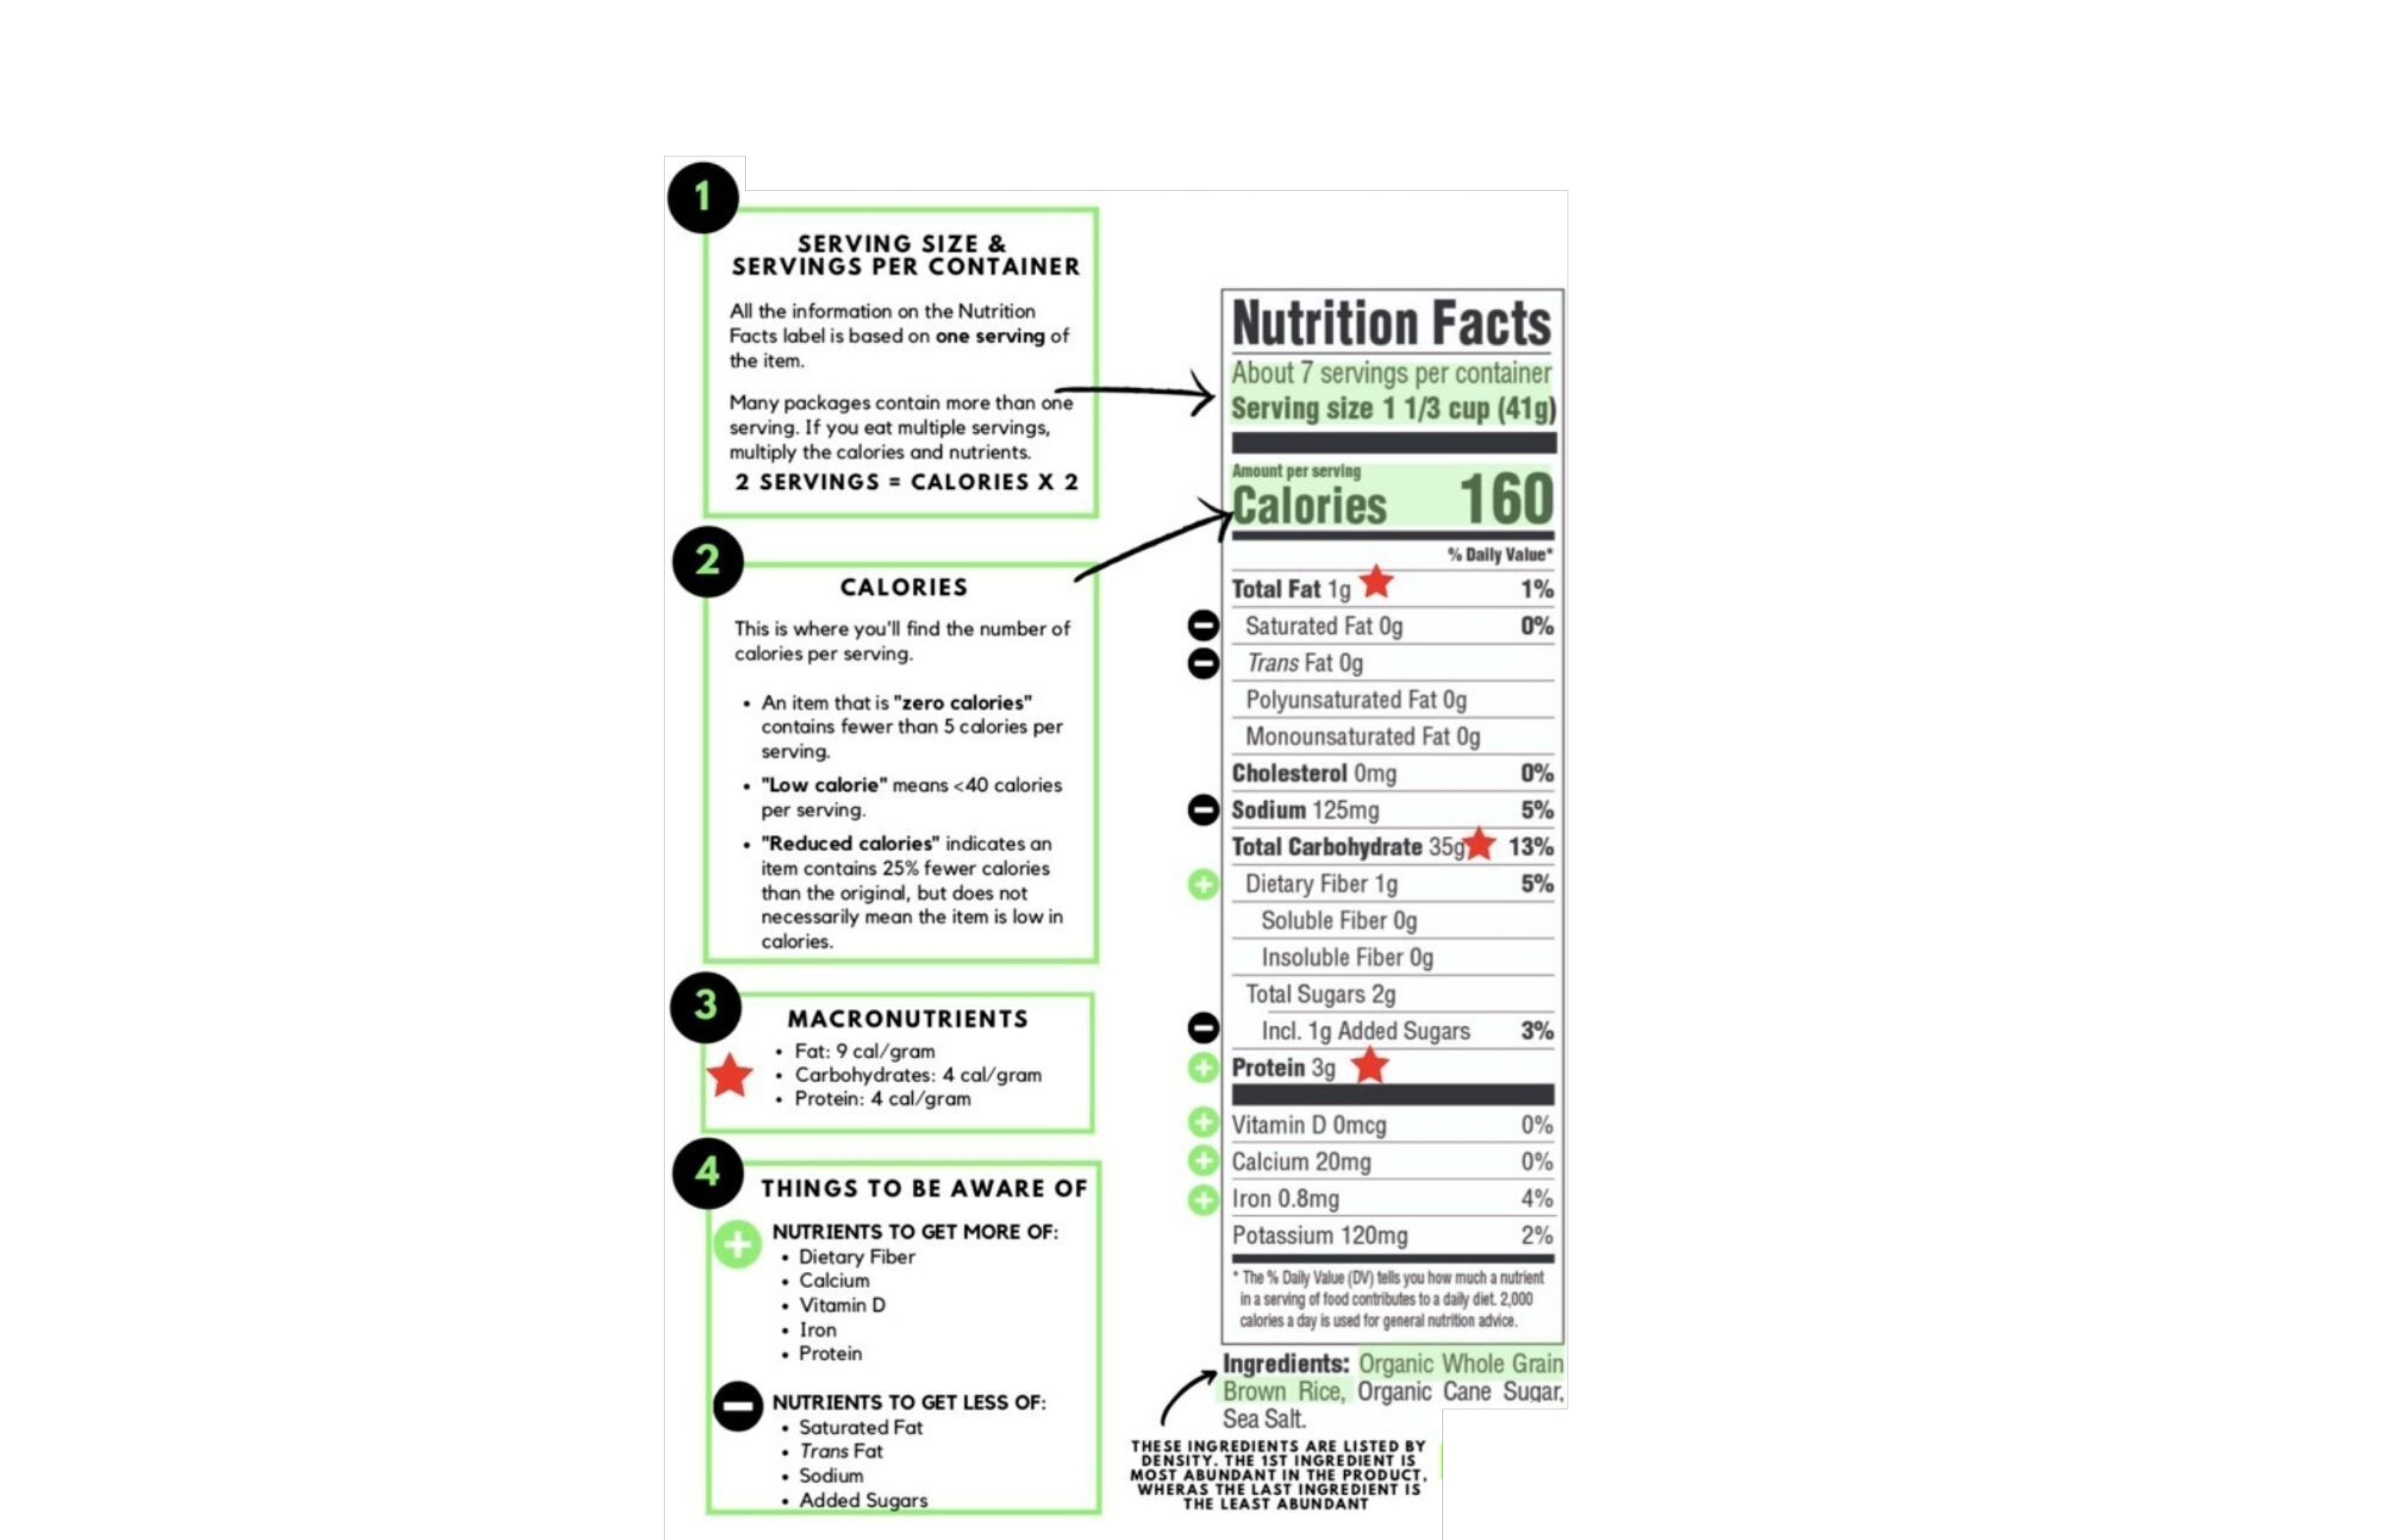 1
SERVING SIZE &
SERVINGS PER CONTAINER
All the information on the Nutrition
Facts label is based on one serving of
the item.
Many packages contain more than one
serving. If you eat multiple servings,
multiply the calories and nutrients.
2 SERVINGS = CALORIES X 2
2
CALORIES
This is where you'll find the number of
calories per serving.
• An item that is "zero calories"
contains fewer than 5 calories per
serving.
• "Low calorie" means <40 calories
per serving.
• "Reduced calories" indicates an
item contains 25% fewer calories
than the original, but does not
necessarily mean the item is low in
calories.
3
MACRONUTRIENTS
• Fat: 9 cal/gram
• Carbohydrates: 4 cal/gram
• Protein: 4 cal/gram
4
THINGS TO BE AWARE OF
NUTRIENTS TO GET MORE OF:
• Dietary Fiber
• Calcium
• Vitamin D
• Iron
• Protein
NUTRIENTS TO GET LESS OF:
• Saturated Fat
• Trans Fat
• Sodium
• Added Sugars
Nutrition Facts
About 7 servings per container
Serving size 1 1/3 cup (41g)
Amount per serving
Calories 160
% Daily Value*
Total Fat 1g 1%
Saturated Fat 0g 0%
Trans Fat 0g
Polyunsaturated Fat 0g
Monounsaturated Fat 0g
Cholesterol 0mg 0%
Sodium 125mg 5%
Total Carbohydrate 35g 13%
Dietary Fiber 1g 5%
Soluble Fiber 0g
Insoluble Fiber 0g
Total Sugars 2g
Incl. 1g Added Sugars 3%
Protein 3g
Vitamin D 0mcg 0%
Calcium 20mg 0%
Iron 0.8mg 4%
Potassium 120mg 2%
* The % Daily Value (DV) tells you how much a nutrient
in a serving of food contributes to a daily diet. 2,000
calories a day is used for general nutrition advice.
Ingredients: Organic Whole Grain
Brown Rice, Organic Cane Sugar,
Sea Salt.
THESE INGREDIENTS ARE LISTED BY
DENSITY. THE 1ST INGREDIENT IS
MOST ABUNDANT IN THE PRODUCT,
WHERAS THE LAST INGREDIENT IS
THE LEAST ABUNDANT